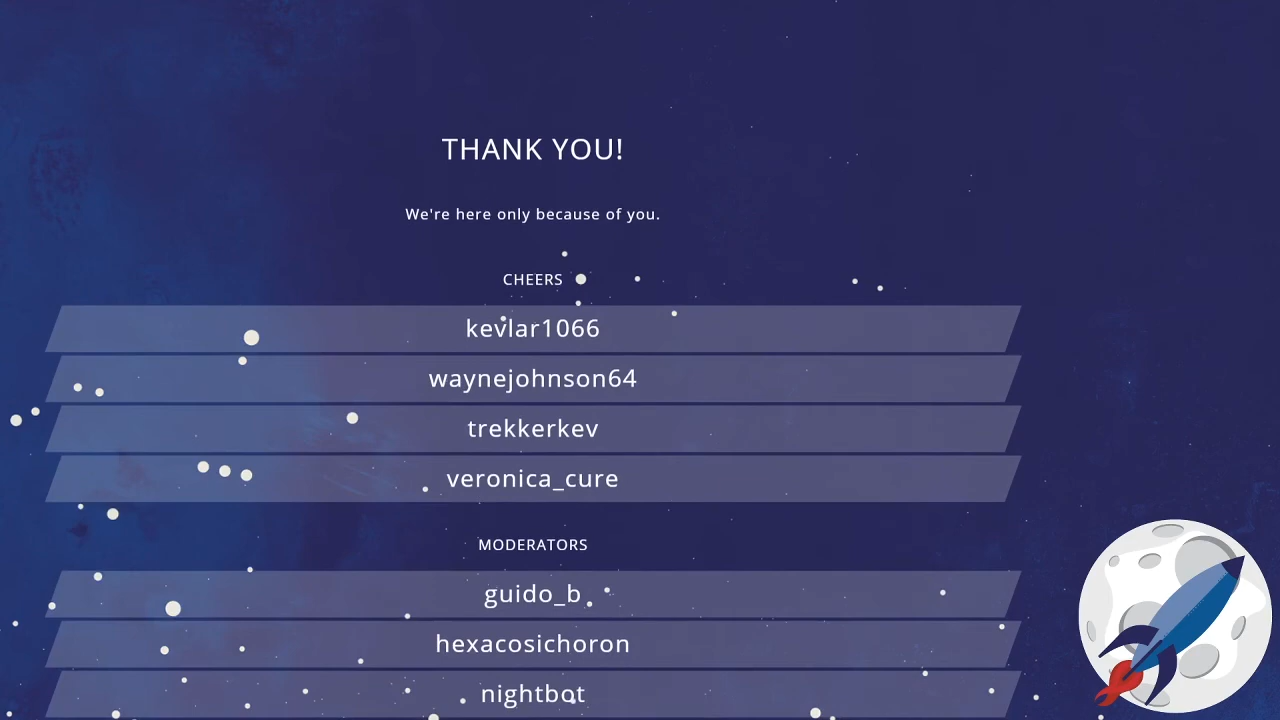 THANK YOU!
We're here only because of you.
CHEERS
kevlar1066
waynejohnson64
trekkerkev
veronica_cure
MODERATORS
guido_b
hexacosichoron
nightbot